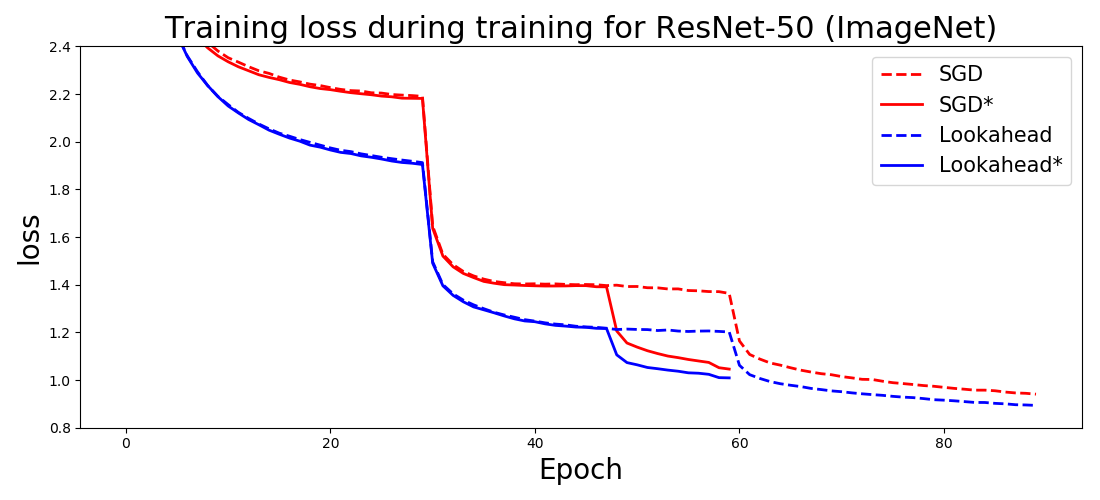 Training loss during training for ResNet-50 (ImageNet)
2.4
2.2
2.0
1.8
1.6
1.4
1.2
1.0
0.8
loss
SGD
SGD*
Lookahead
Lookahead*
0
20
40
60
80
Epoch